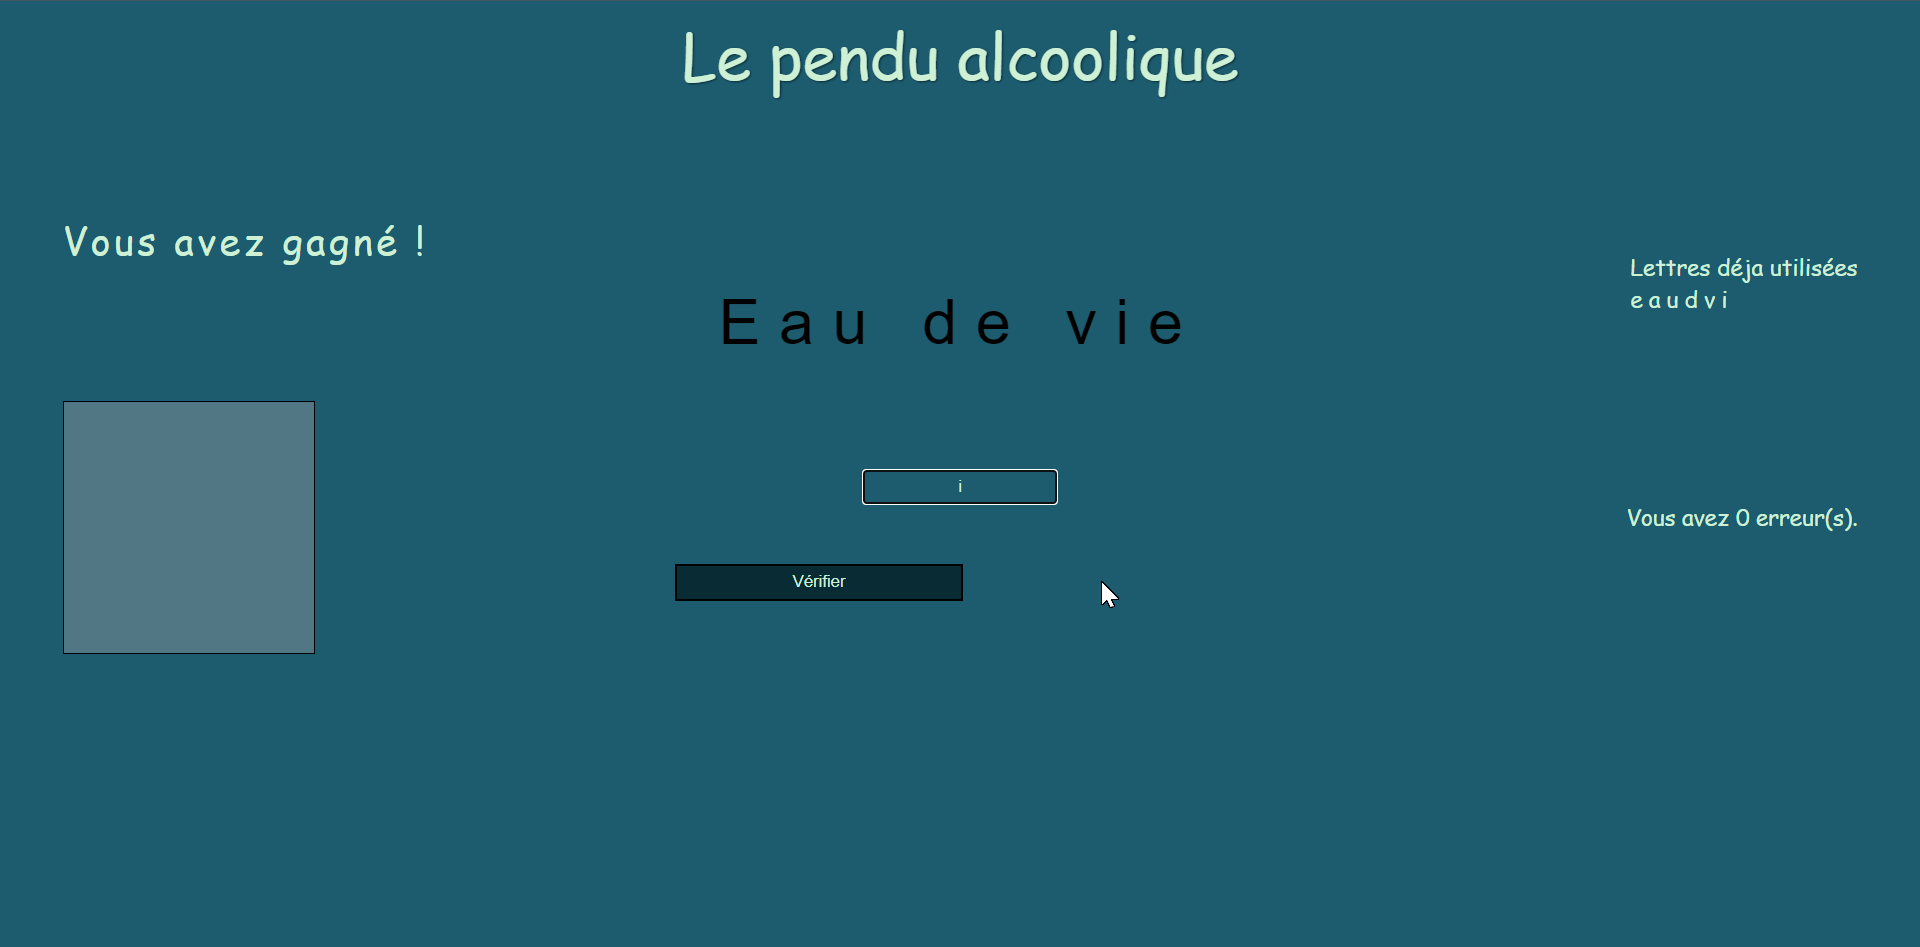 Le pendu alcoolique
Vous avez gagné !
Lettres déja utilisées
e a u d v i
E a u   d e   v i e
i
Vous avez 0 erreur(s).
Vérifier